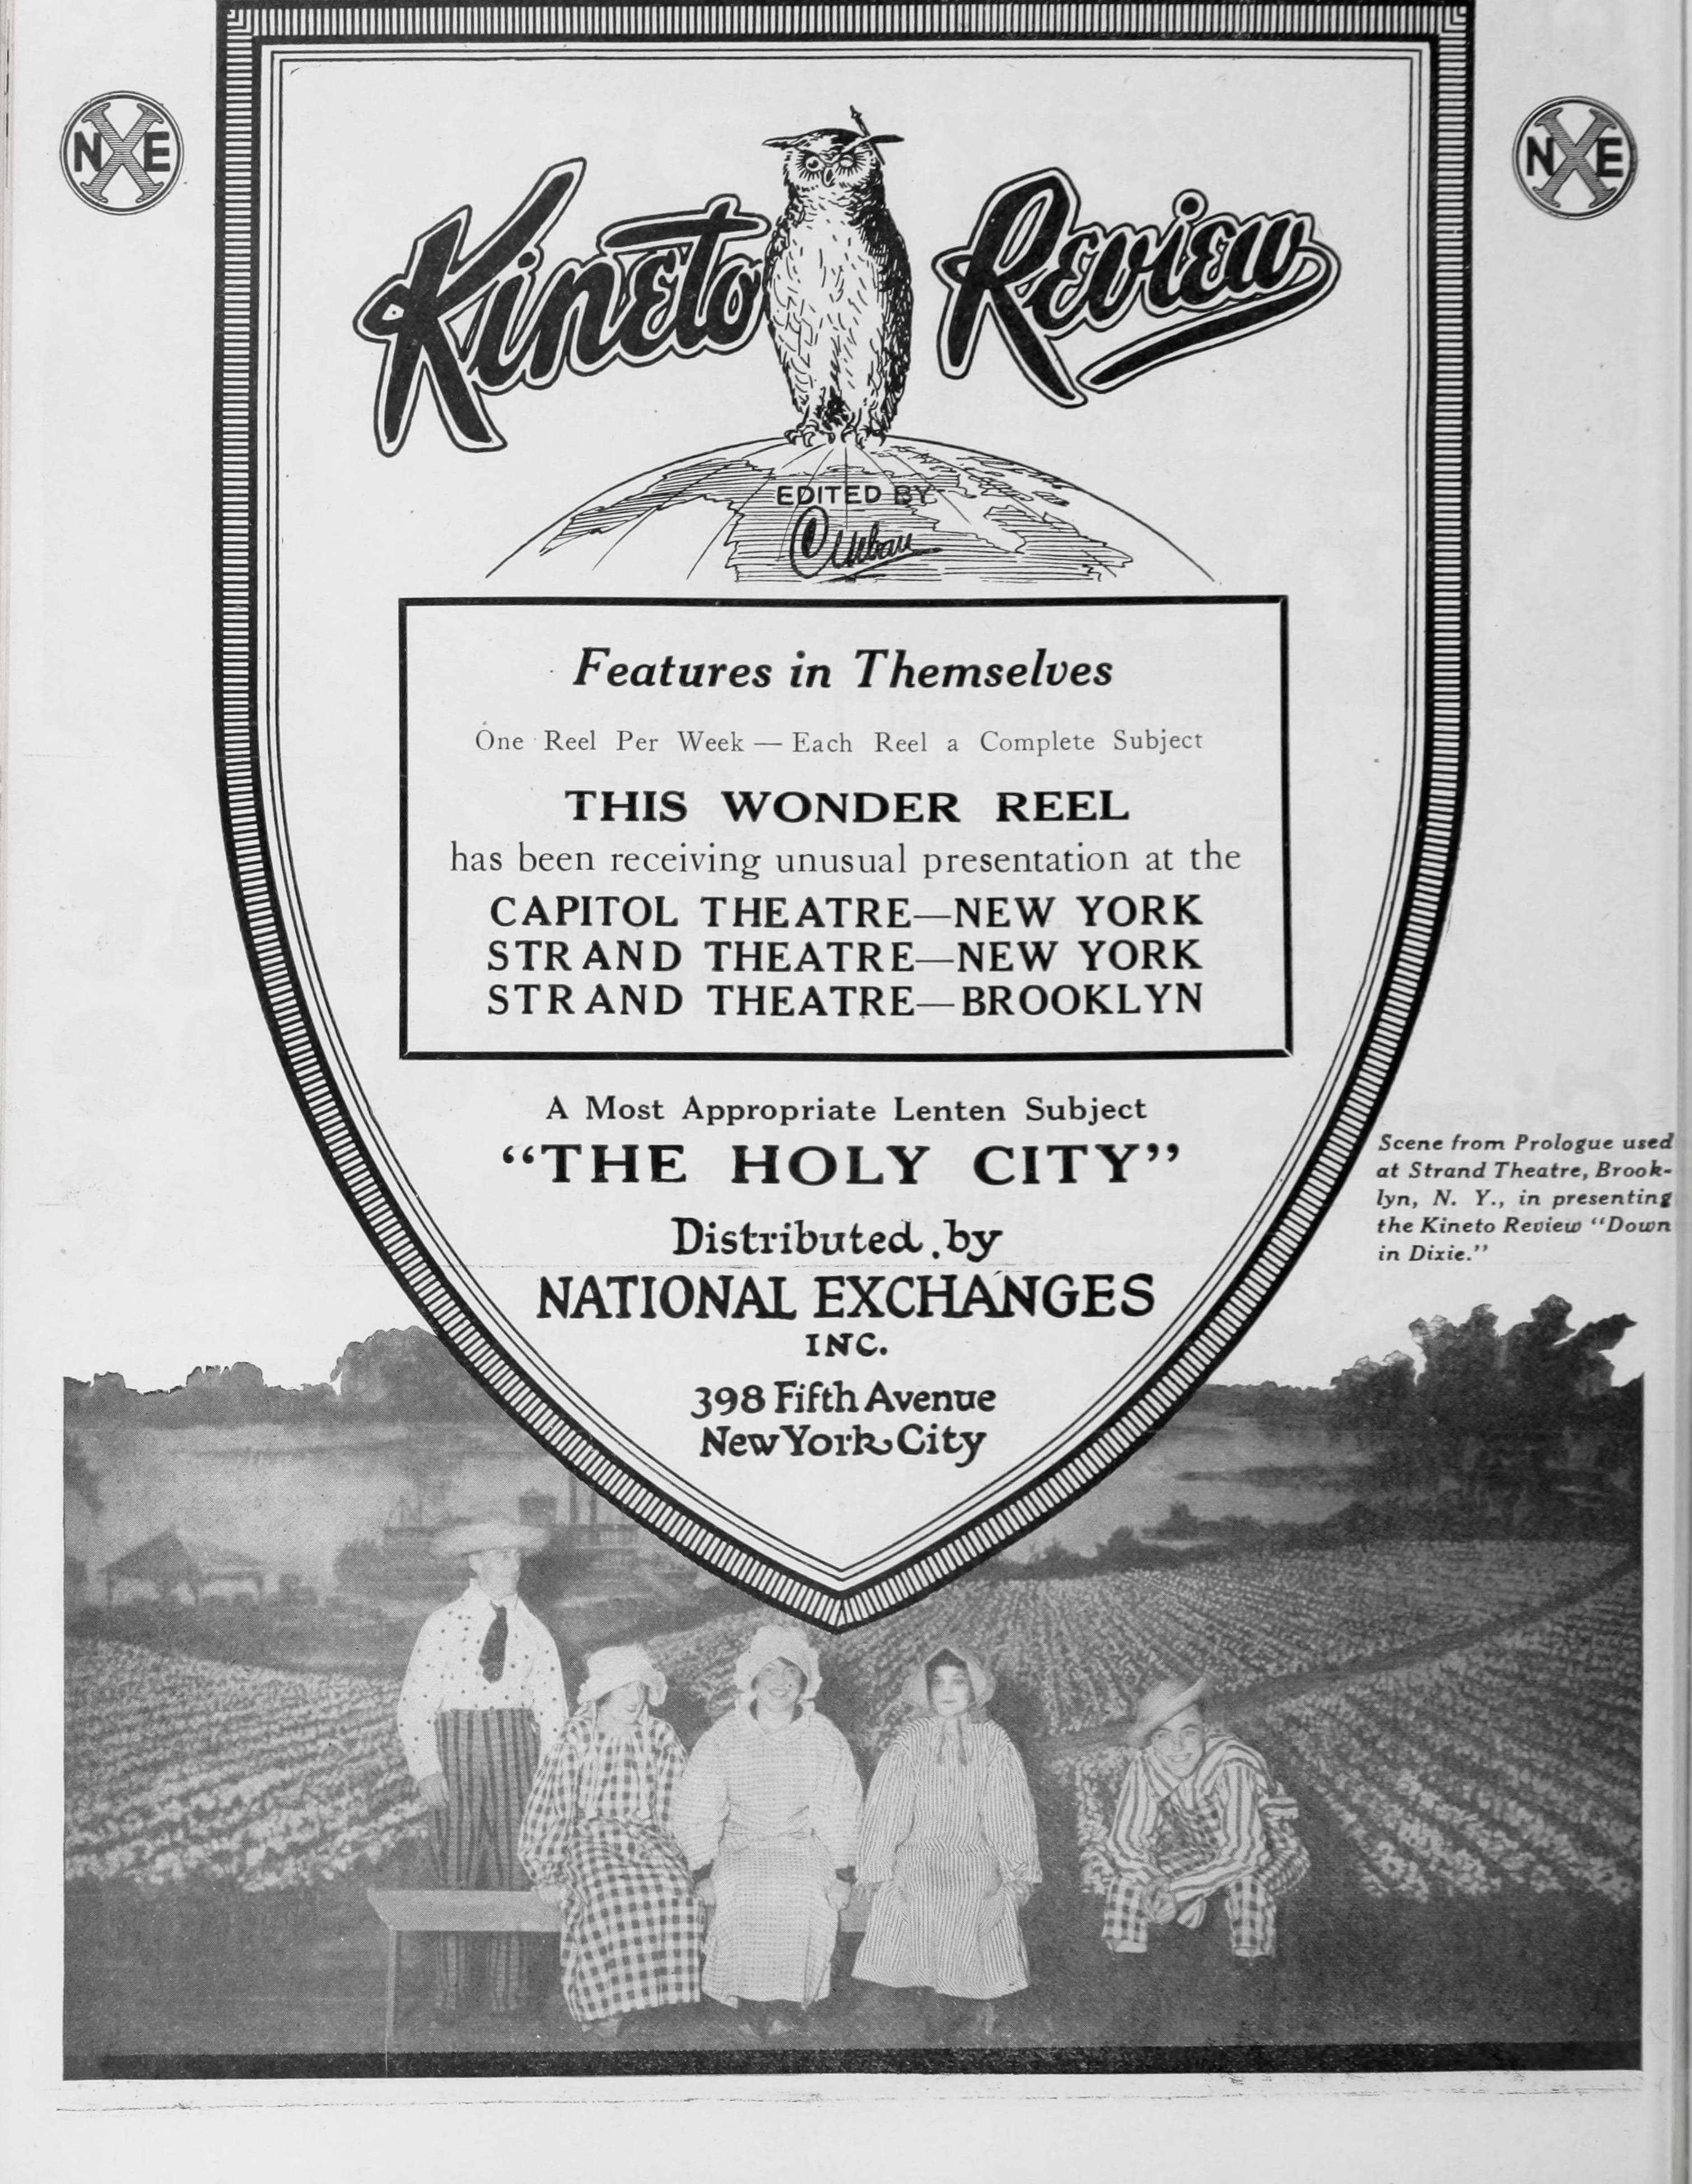 NXE
NXE
Kineto Review
EDITED BY
C Urban
Features in Themselves
One Reel Per Week — Each Reel a Complete Subject
THIS WONDER REEL
has been receiving unusual presentation at the
CAPITOL THEATRE—NEW YORK
STRAND THEATRE—NEW YORK
STRAND THEATRE—BROOKLYN
A Most Appropriate Lenten Subject
“THE HOLY CITY”
Distributed by
NATIONAL EXCHANGES
INC.
398 Fifth Avenue
New York City
Scene from Prologue used
at Strand Theatre, Brook-
lyn, N. Y., in presenting
the Kineto Review “Down
in Dixie.”